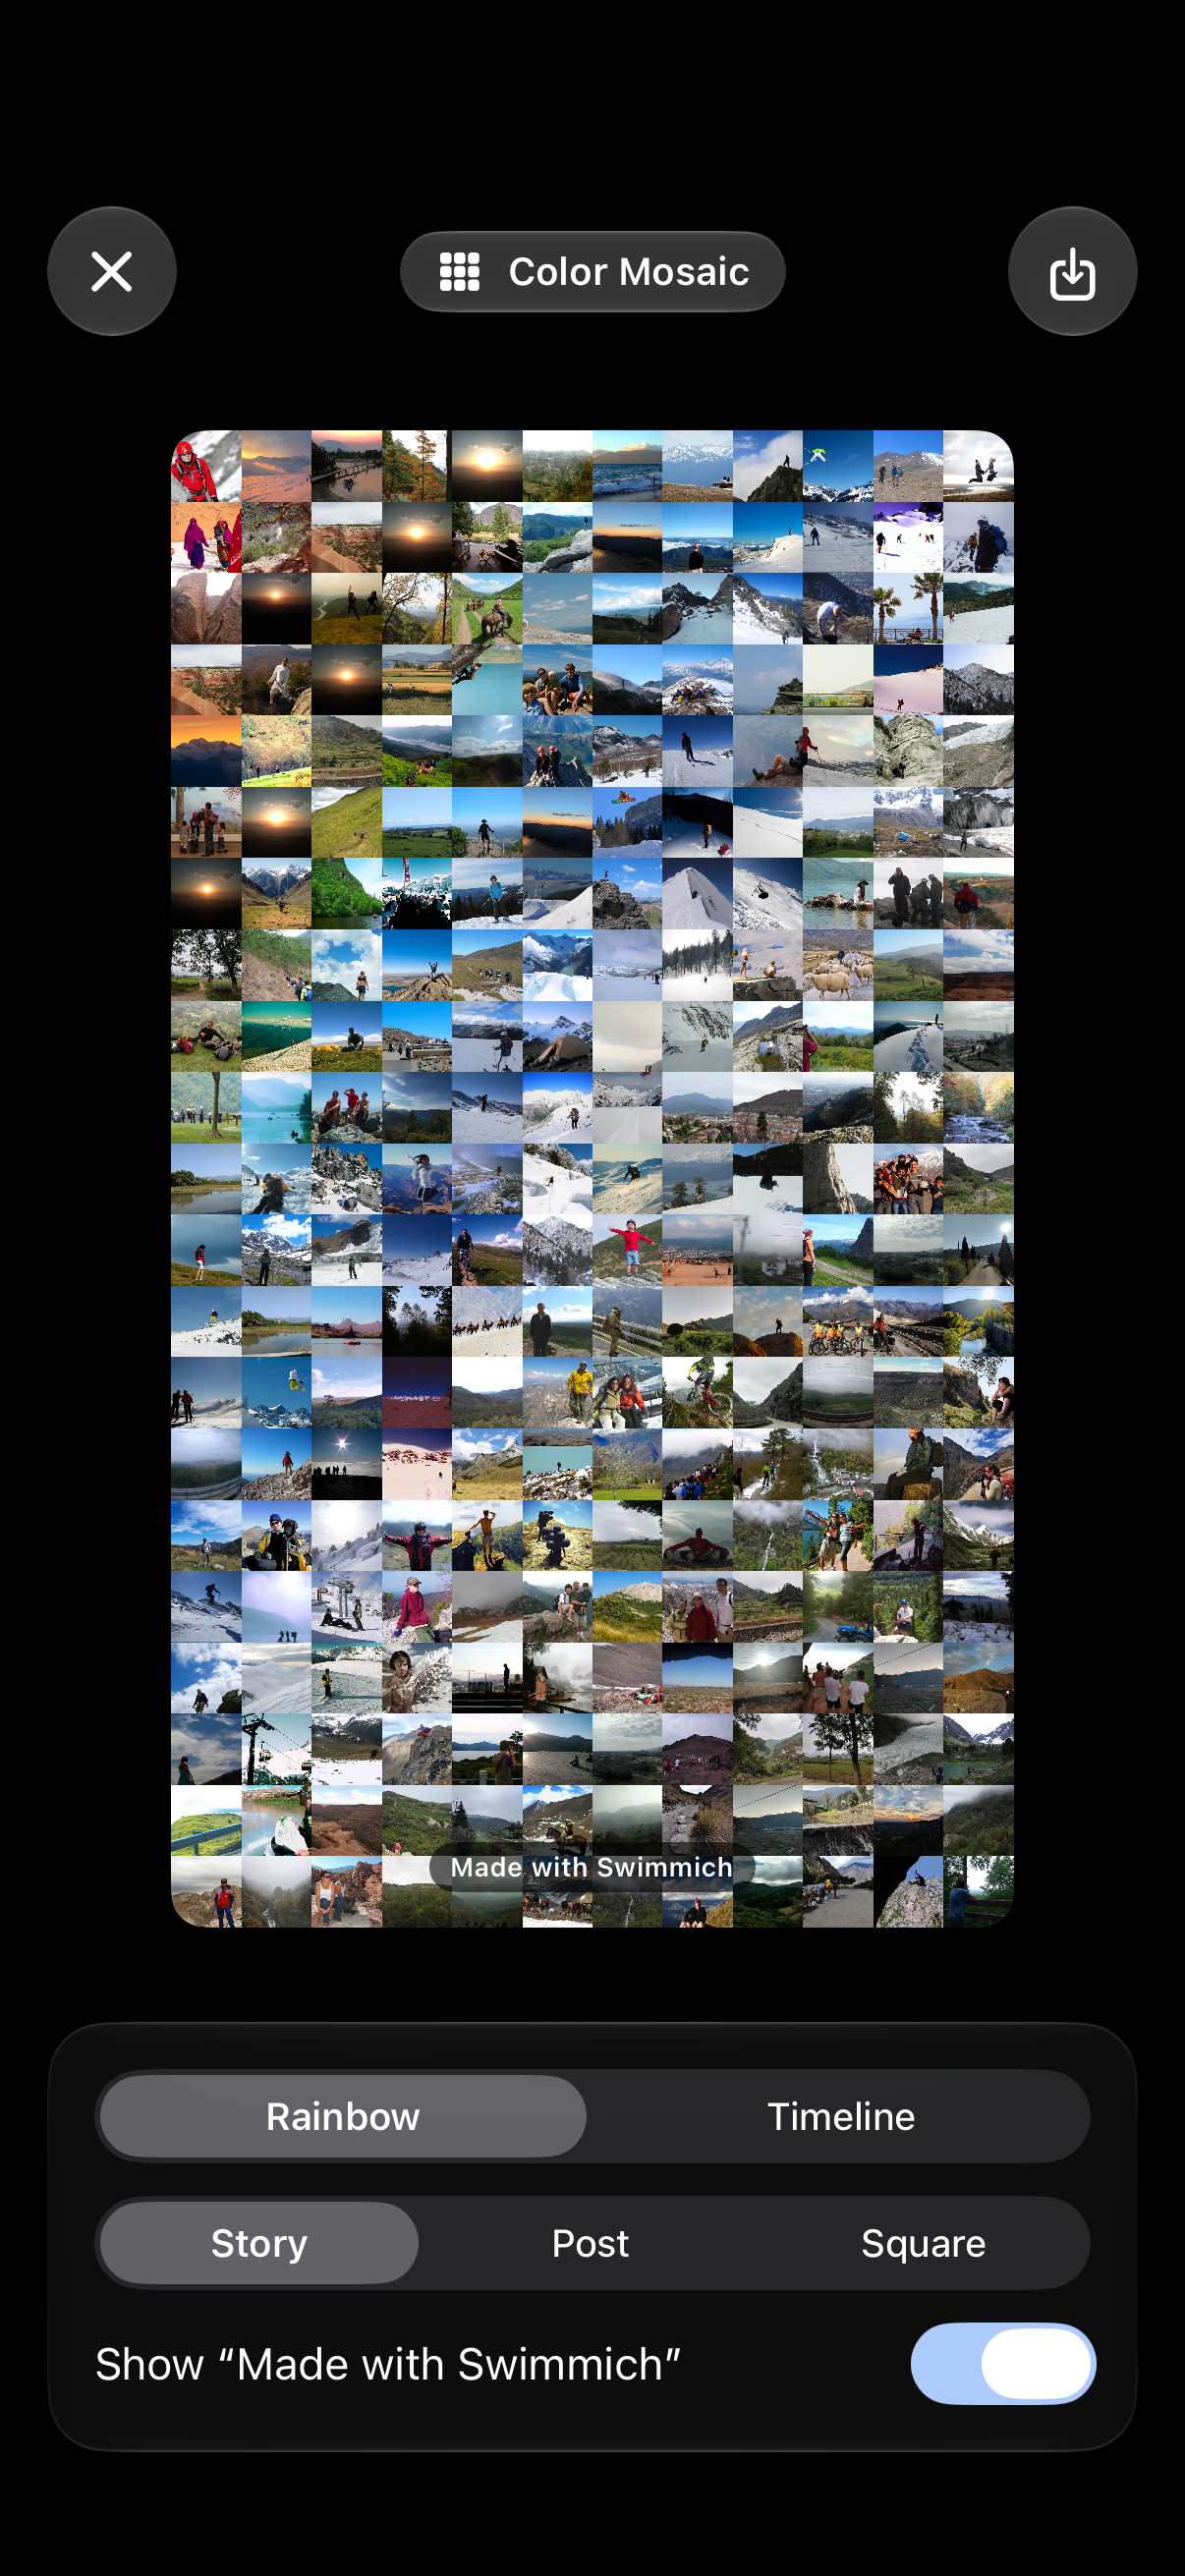 Color Mosaic
Made with Swimmich
Rainbow
Timeline
Story
Post
Square
Show “Made with Swimmich”